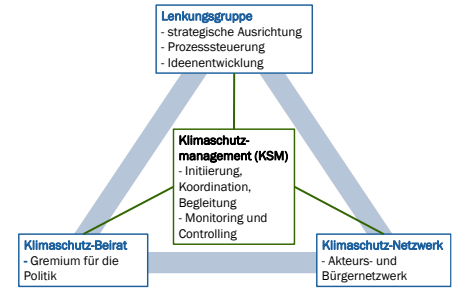 Lenkungsgruppe
- strategische Ausrichtung
- Prozesssteuerung
- Ideenentwicklung
Klimaschutz-
management (KSM)
- Initiierung,
Koordination,
Begleitung
- Monitoring und
Controlling
Klimaschutz-Beirat
- Gremium für die
Politik
Klimaschutz-Netzwerk
- Akteurs- und
Bürgernetzwerk